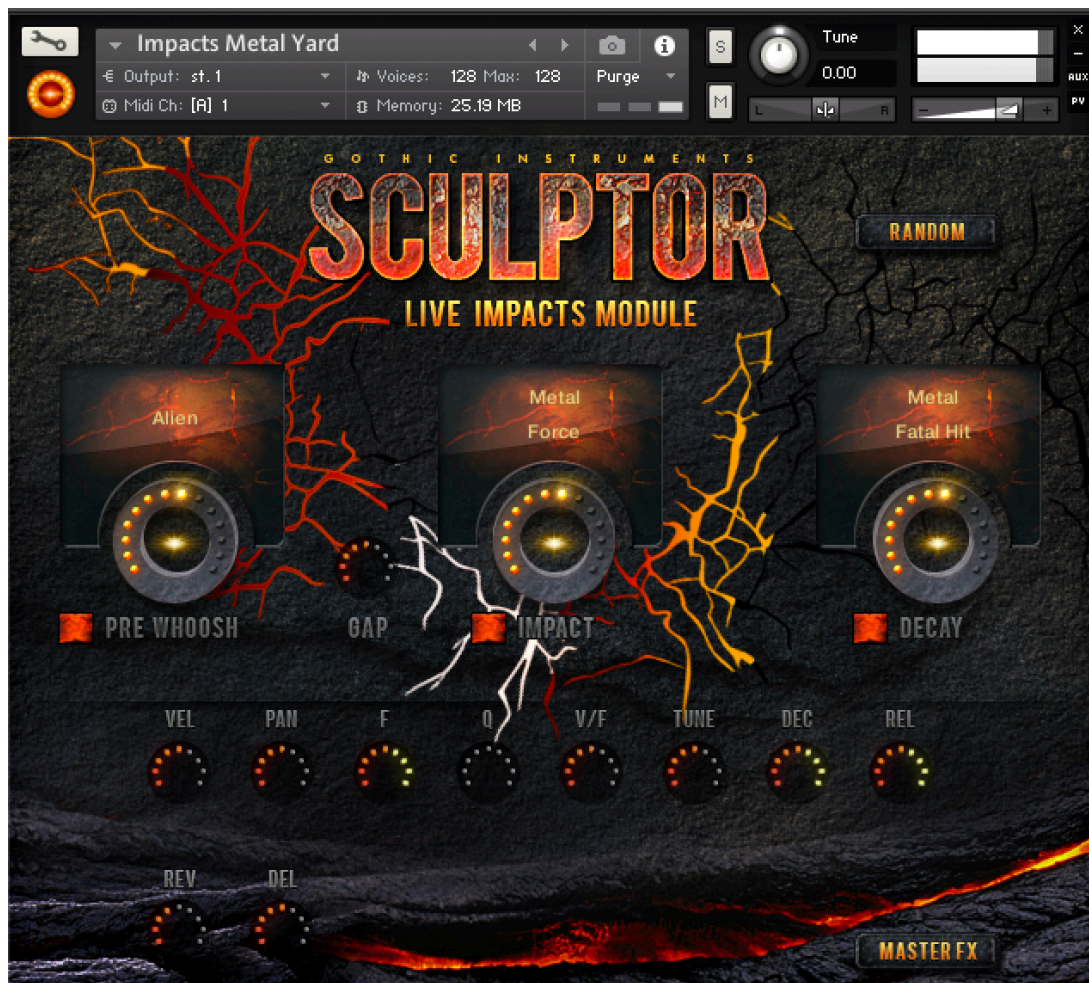 Impacts Metal Yard
S
Tune
Output: st. 1
Voices: 128 Max: 128
Purge
0.00
AUX
Midi Ch: [A] 1
Memory: 25.19 MB
M
L
R
PV
GOTHIC INSTRUMENTS
SCULPTOR
RANDOM
LIVE IMPACTS MODULE
Alien
Metal
Force
Metal
Fatal Hit
PRE WHOOSH
GAP
IMPACT
DECAY
VEL PAN F Q V/F TUNE DEC REL
REV DEL
MASTER FX